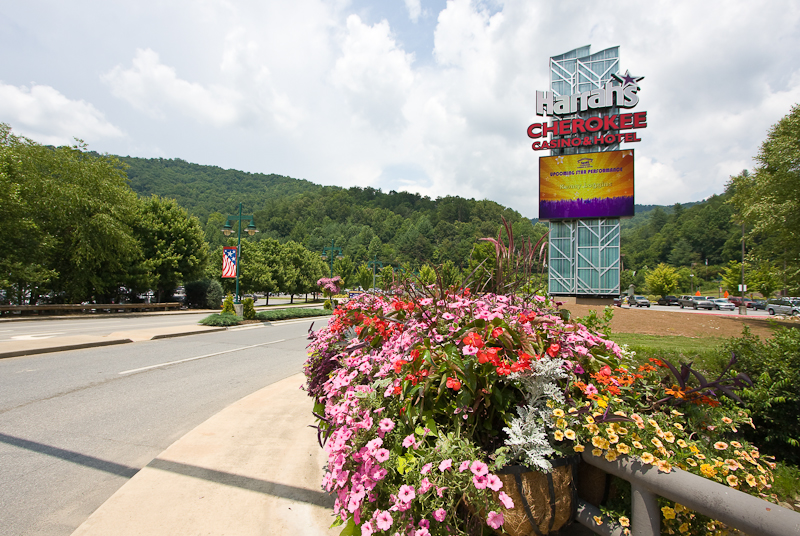 Harrah's
CHEROKEE
CASINO & HOTEL
UPCOMING STAR PERFORMANCE